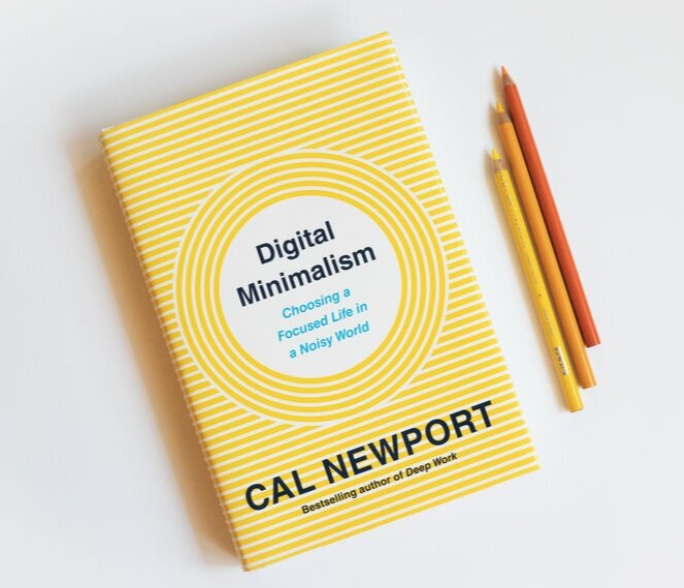 Digital
Minimalism
Choosing a
Focused Life in
a Noisy World
CAL NEWPORT
Bestselling author of Deep Work